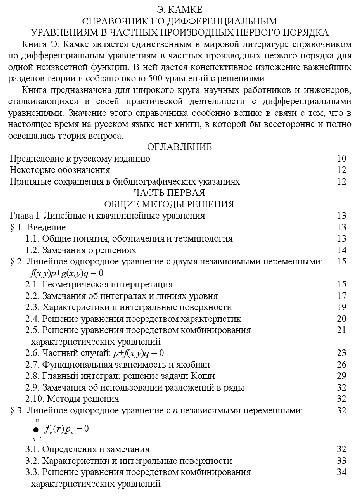 Э. КАМКЕ
СПРАВОЧНИК ПО ДИФФЕРЕНЦИАЛЬНЫМ
УРАВНЕНИЯМ В ЧАСТНЫХ ПРОИЗВОДНЫХ ПЕРВОГО ПОРЯДКА
Книга Э. Камке является единственным в мировой литературе справочником
по дифференциальным уравнениям в частных производных первого порядка для
одной неизвестной функции. В ней дается конспективное изложение важнейших
разделов теории и собрано около 500 уравнений с решениями.
Книга предназначена для широкого круга научных работников и инженеров,
сталкивающихся в своей практической деятельности с дифференциальными
уравнениями. Значение этого справочника особенно велико в связи с тем, что в
настоящее время на русском языке нет книги, в которой бы всесторонне и полно
освещалась теория вопроса.
ОГЛАВЛЕНИЕ
Предисловие к русскому изданию 10
Некоторые обозначения 12
Принятые сокращения в библиографических указаниях 12
ЧАСТЬ ПЕРВАЯ
ОБЩИЕ МЕТОДЫ РЕШЕНИЯ
Глава I. Линейные и квазилинейные уравнения 13
§ 1. Введение 13
1.1. Общие понятия, обозначения и терминология 13
1.2. Замечания о решениях 14
§ 2. Линейное однородное уравнение с двумя независимыми переменными: 15
f(x,y)p+g(x,y)q=0
2.1. Геометрическая интерпретация 15
2.2. Замечания об интегралах и линиях уровня 17
2.3. Характеристики и интегральные поверхности 19
2.4. Решение уравнения посредством характеристик 20
2.5. Решение уравнения посредством комбинирования 21
характеристических уравнений
2.6. Частный случай: p+f(x,y)q=0 23
2.7. Функциональная зависимость и якобиан 26
2.8. Главный интеграл; решение задачи Коши 29
2.9. Замечания об использовании разложений в ряды 32
2.10. Методы решения 32
§ 3. Линейное однородное уравнение с n независимыми переменными: 32
3.1. Определения и замечания 32
3.2. Характеристики и интегральные поверхности 33
3.3. Решение уравнения посредством комбинирования 34
характеристических уравнений